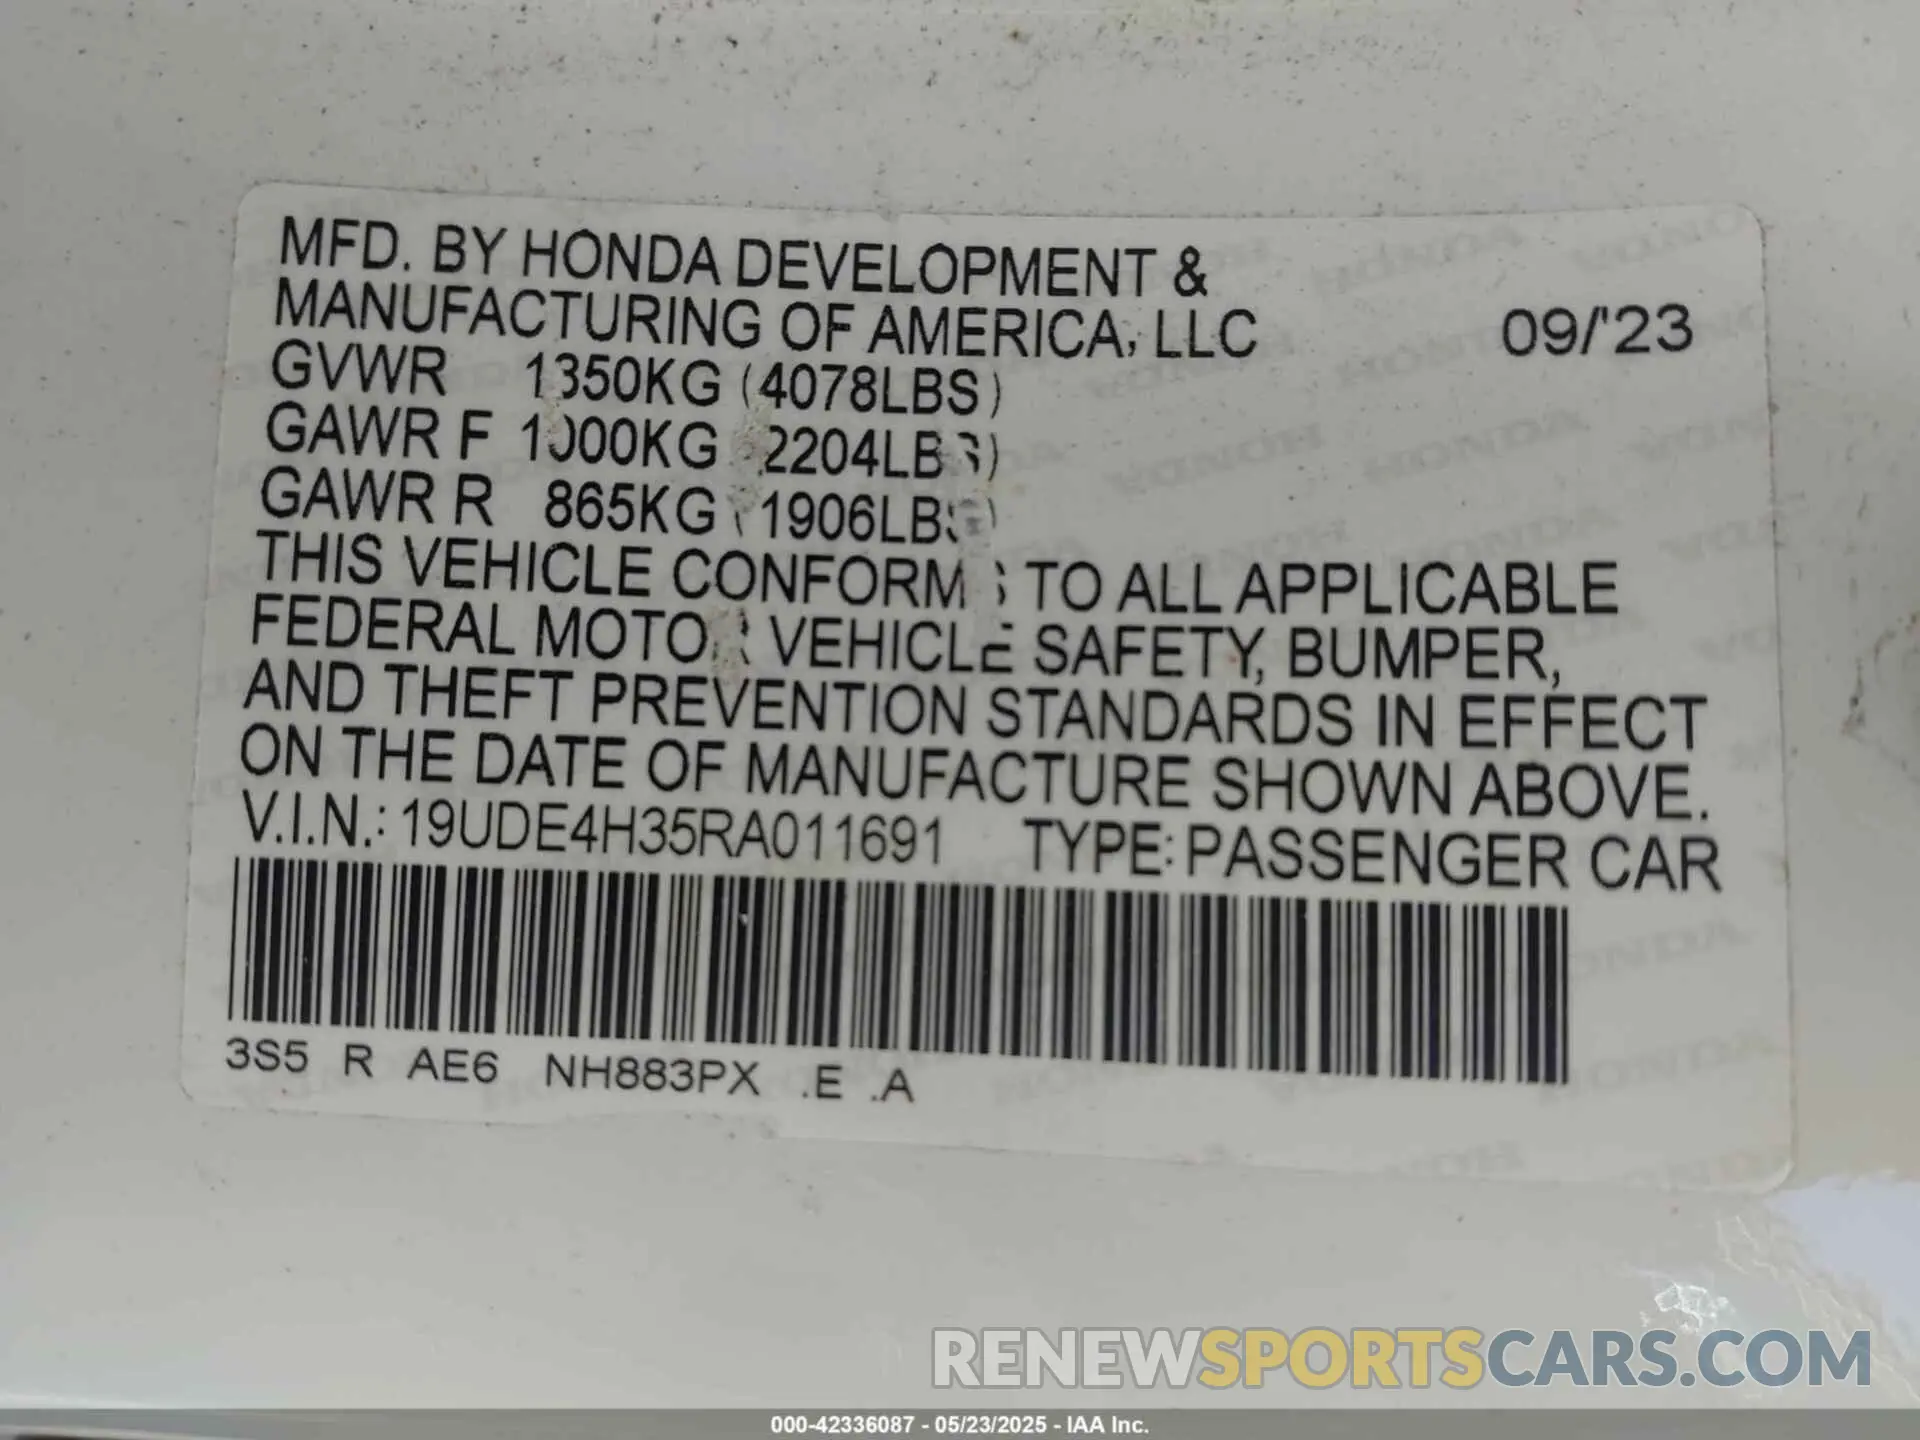 MFD. BY HONDA DEVELOPMENT &
MANUFACTURING OF AMERICA, LLC 09/'23
GVWR 1350KG (4078LBS)
GAWR F 1000KG 2204LBS)
GAWR R 865KG (1906LBS)
THIS VEHICLE CONFORMS TO ALL APPLICABLE
FEDERAL MOTOR VEHICLE SAFETY, BUMPER,
AND THEFT PREVENTION STANDARDS IN EFFECT
ON THE DATE OF MANUFACTURE SHOWN ABOVE.
V.I.N.: 19UDE4H35RA011691 TYPE: PASSENGER CAR
3S5 R AE6 NH883PX .E .A
RENEWSPORTSCARS.COM
000-42336087 - 05/23/2025 - IAA Inc.